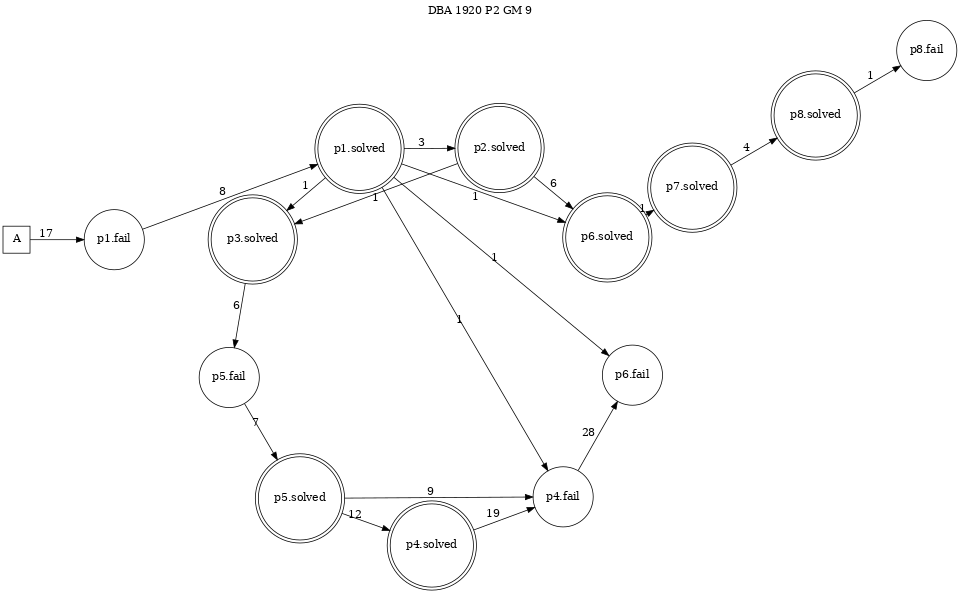 DBA 1920 P2 GM 9
p8.fail
1
p8.solved
4
p7.solved
1
p1.solved
3
p2.solved
8
1
1
1
6
A
17
p1.fail
p3.solved
p6.solved
1
6
1
p5.fail
p6.fail
7
28
p5.solved
9
p4.fail
12
19
p4.solved